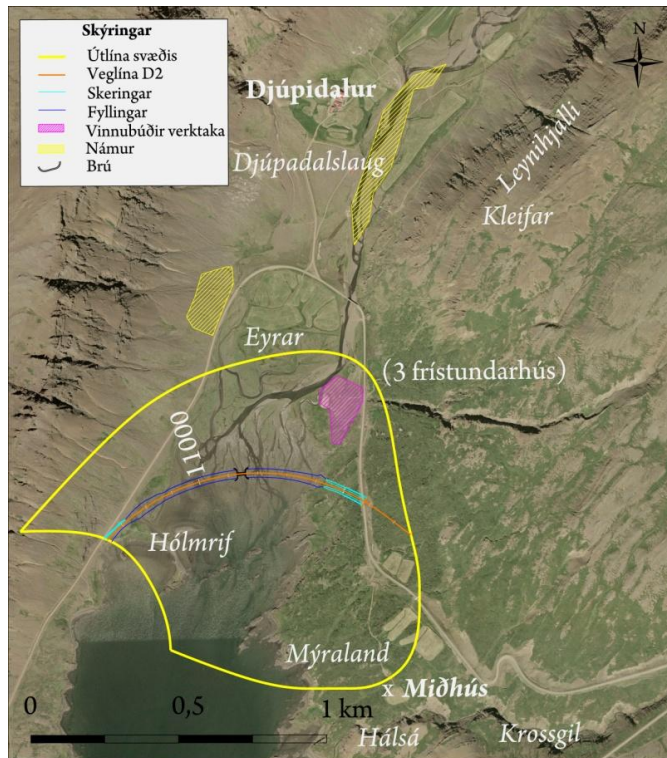 Skýringar
Útlína svæðis
Veglína D2
Skeringar
Fyllingar
Vinnubúðir verktaka
Námur
Brú
N
Djúpidalur
Djúpadalslaug
Leynihjalli
Kleifar
Eyrar
(3 frístundarhús)
11000
Hólmrif
Mýraland
x Miðhús
0 0,5 1 km
Hálsá
Krossgil